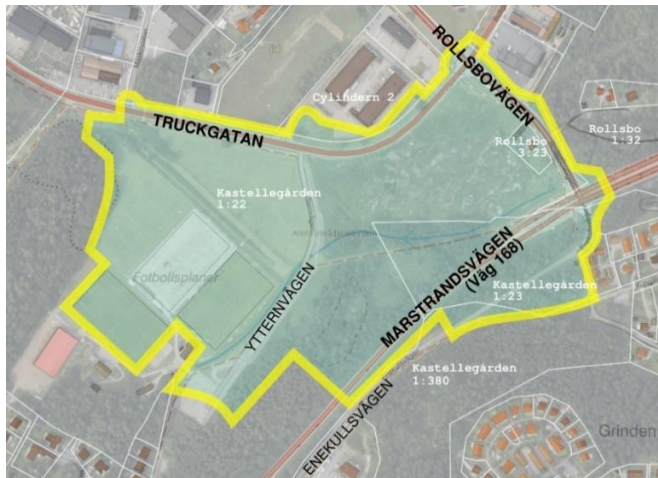 ROLLSBOVÄGEN
Cylindern 2
TRUCKGATAN
Rollsbo
1:32
Rollsbo
3:23
Kastellegården
1:22
Fotbollsplaner
YTTERNVÄGEN
MARSTRANDSVÄGEN
(Väg 168)
Kastellegården
1:23
Kastellegården
1:380
ENEKULLSVÄGEN
Grinden